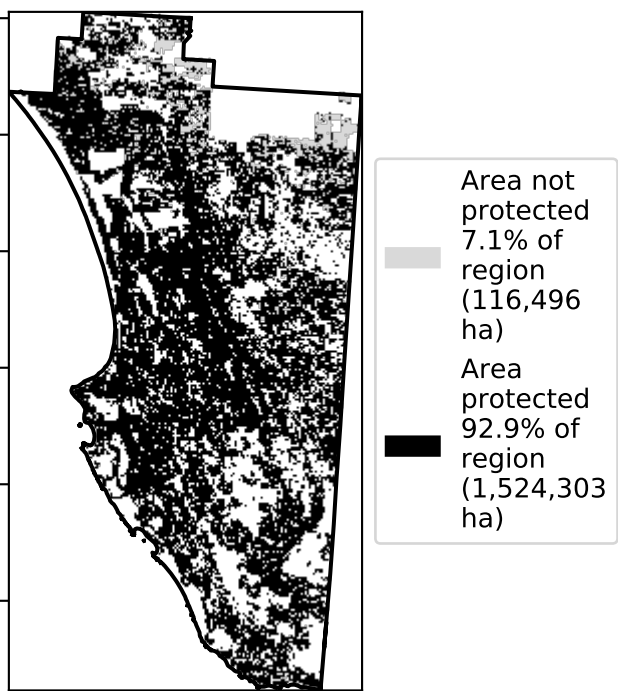 Area not
protected
7.1% of
region
(116,496
ha)
Area
protected
92.9% of
region
(1,524,303
ha)